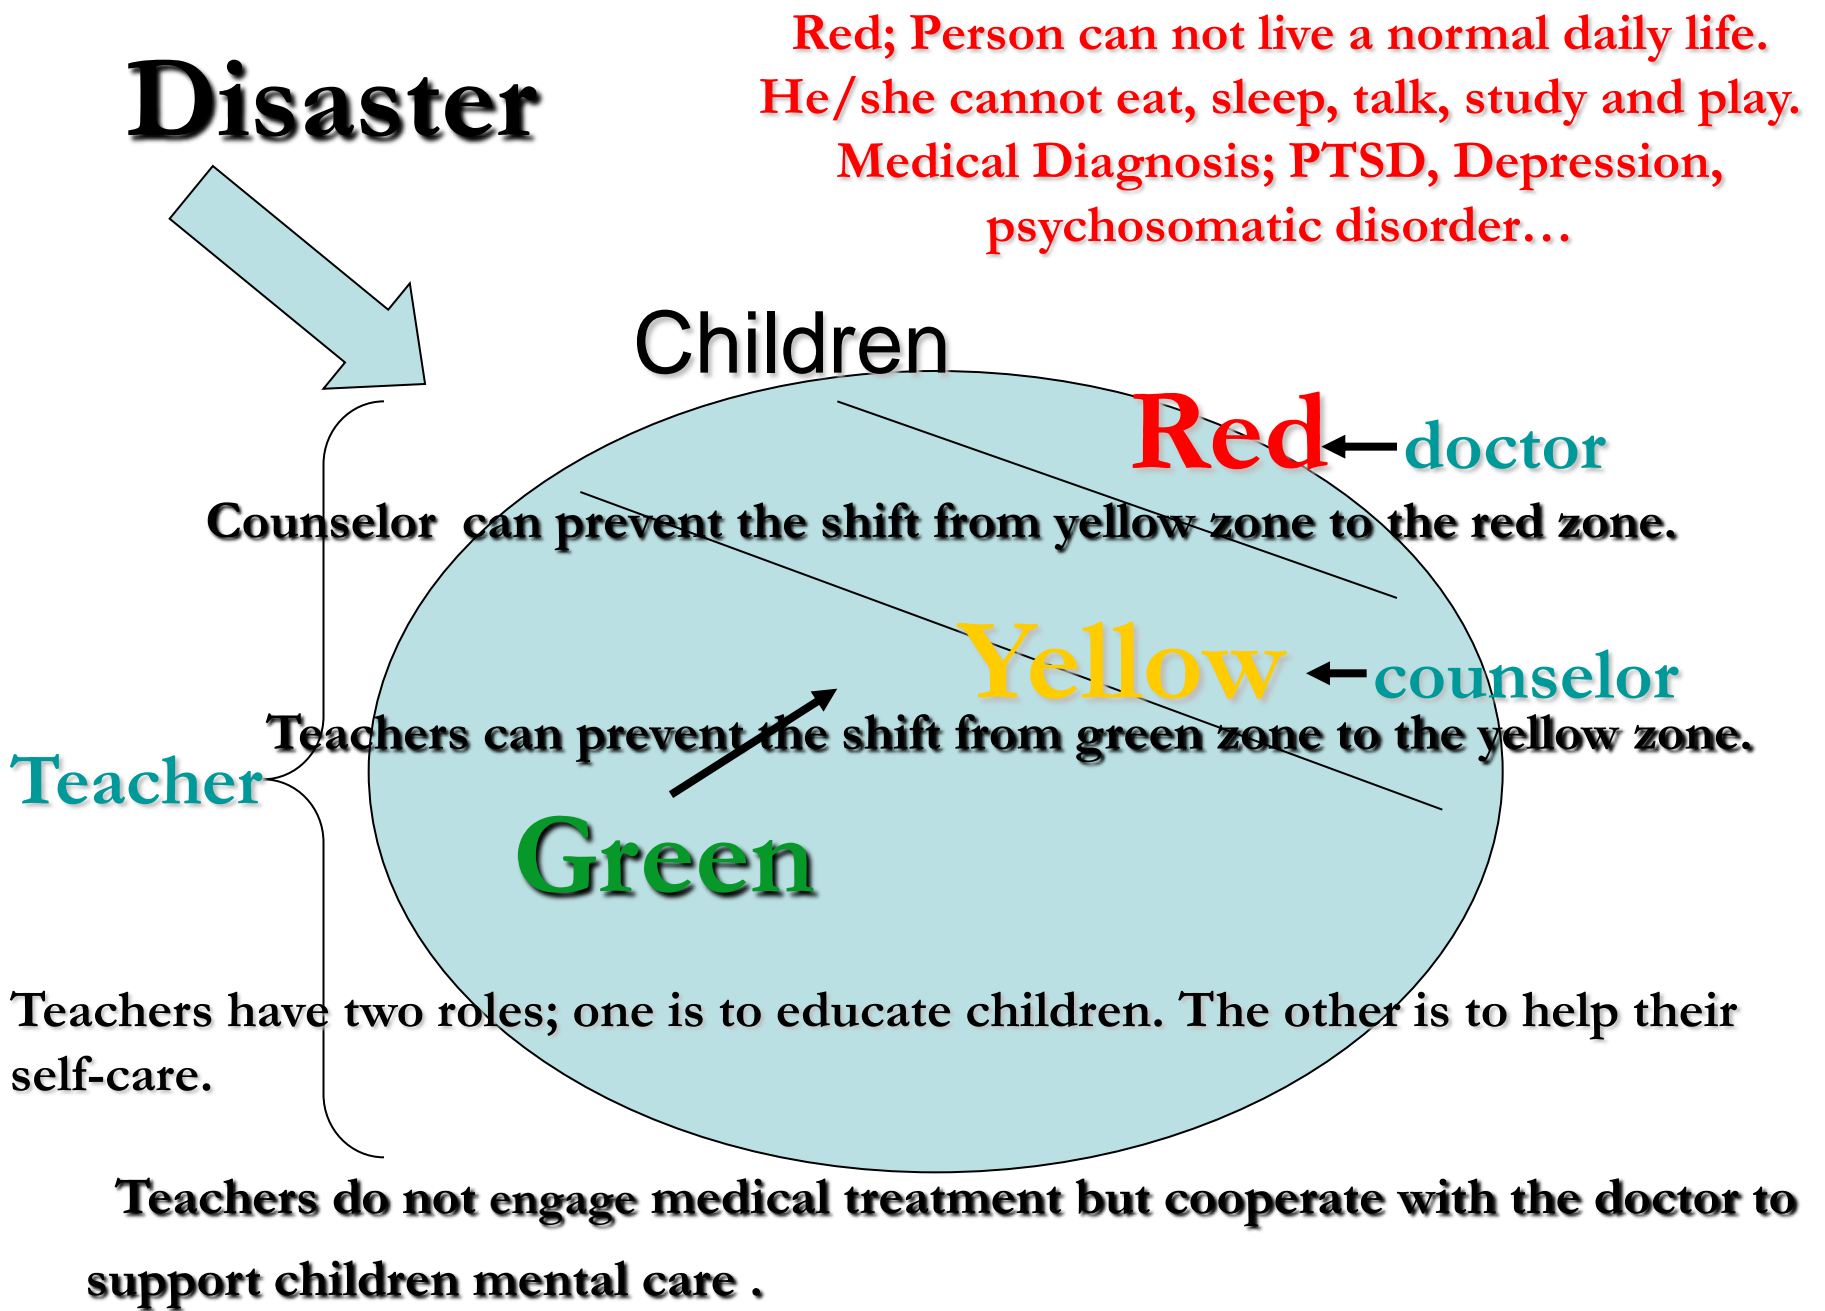 Red; Person can not live a normal daily life.
He/she cannot eat, sleep, talk, study and play.
Medical Diagnosis; PTSD, Depression,
psychosomatic disorder…
Disaster
Children
Red
doctor
Counselor can prevent the shift from yellow zone to the red zone.
Yellow
counselor
Teachers can prevent the shift from green zone to the yellow zone.
Teacher
Green
Teachers have two roles; one is to educate children. The other is to help their
self-care.
Teachers do not engage medical treatment but cooperate with the doctor to
support children mental care .